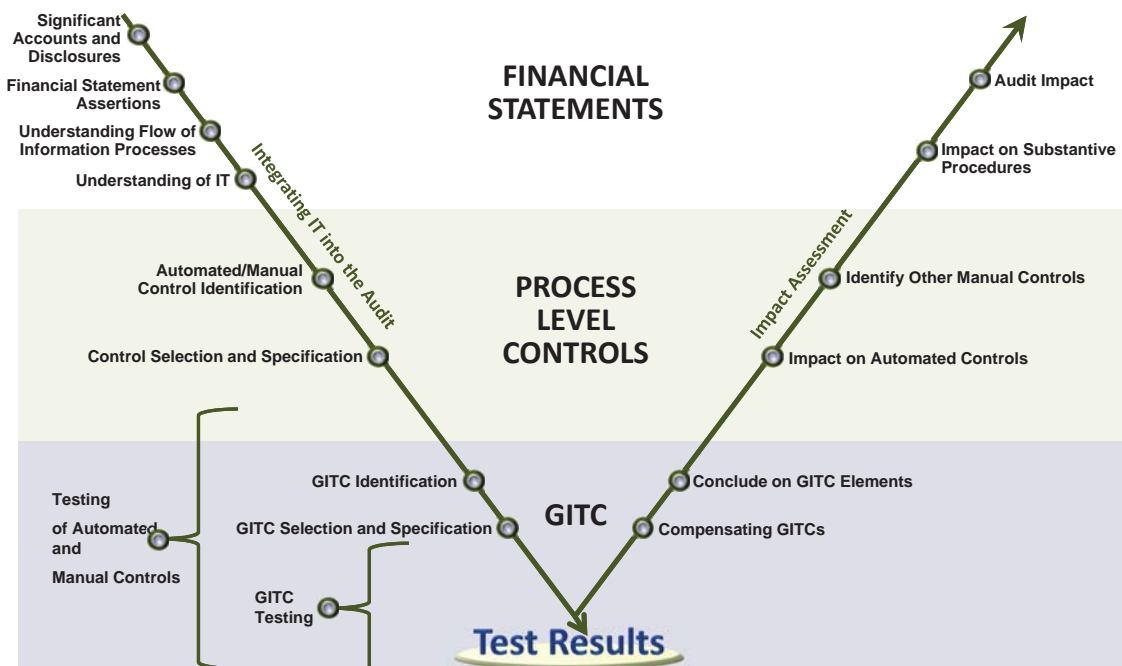 Significant
Accounts and
Disclosures
Financial Statement
Assertions
Understanding Flow of
Information Processes
Understanding of IT
Integrating IT into the Audit
FINANCIAL
STATEMENTS
Audit Impact
Impact on Substantive
Procedures
Automated/Manual
Control Identification
Control Selection and Specification
PROCESS
LEVEL
CONTROLS
Impact Assessment
Identify Other Manual Controls
Impact on Automated Controls
GITC Identification
GITC Selection and Specification
GITC
Conclude on GITC Elements
Compensating GITCs
Testing
of Automated
and
Manual Controls
GITC
Testing
Test Results